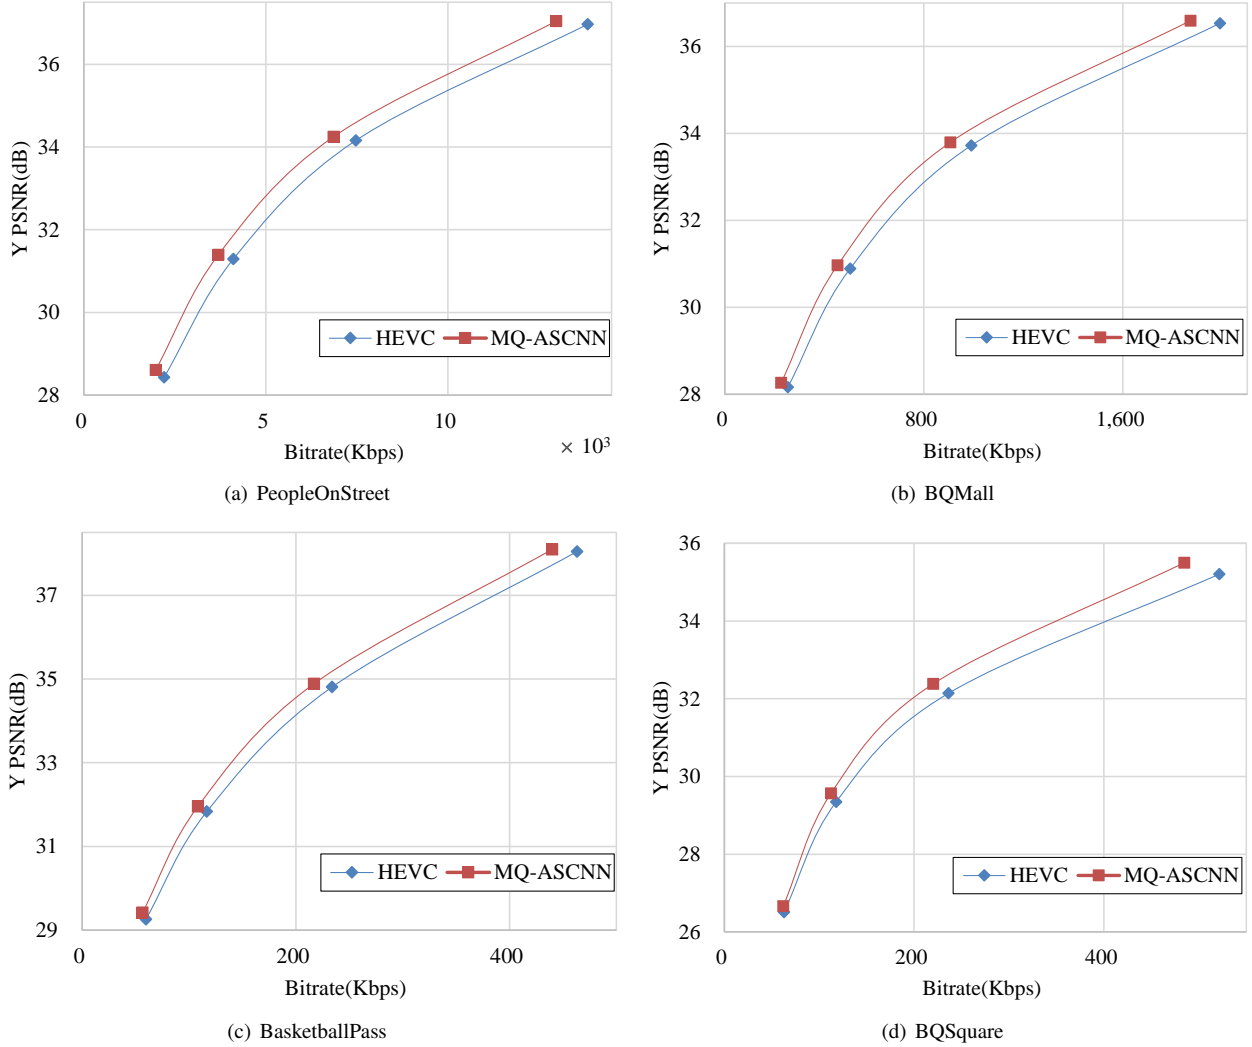 36
34
32
30
28
Y PSNR(dB)
HEVC MQ-ASCNN
0 5 10
× 10³
Bitrate(Kbps)
(a) PeopleOnStreet
36
34
32
30
28
Y PSNR(dB)
HEVC MQ-ASCNN
0 800 1,600
Bitrate(Kbps)
(b) BQMall
37
35
33
31
29
Y PSNR(dB)
HEVC MQ-ASCNN
0 200 400
Bitrate(Kbps)
(c) BasketballPass
36
34
32
30
28
26
Y PSNR(dB)
HEVC MQ-ASCNN
0 200 400
Bitrate(Kbps)
(d) BQSquare